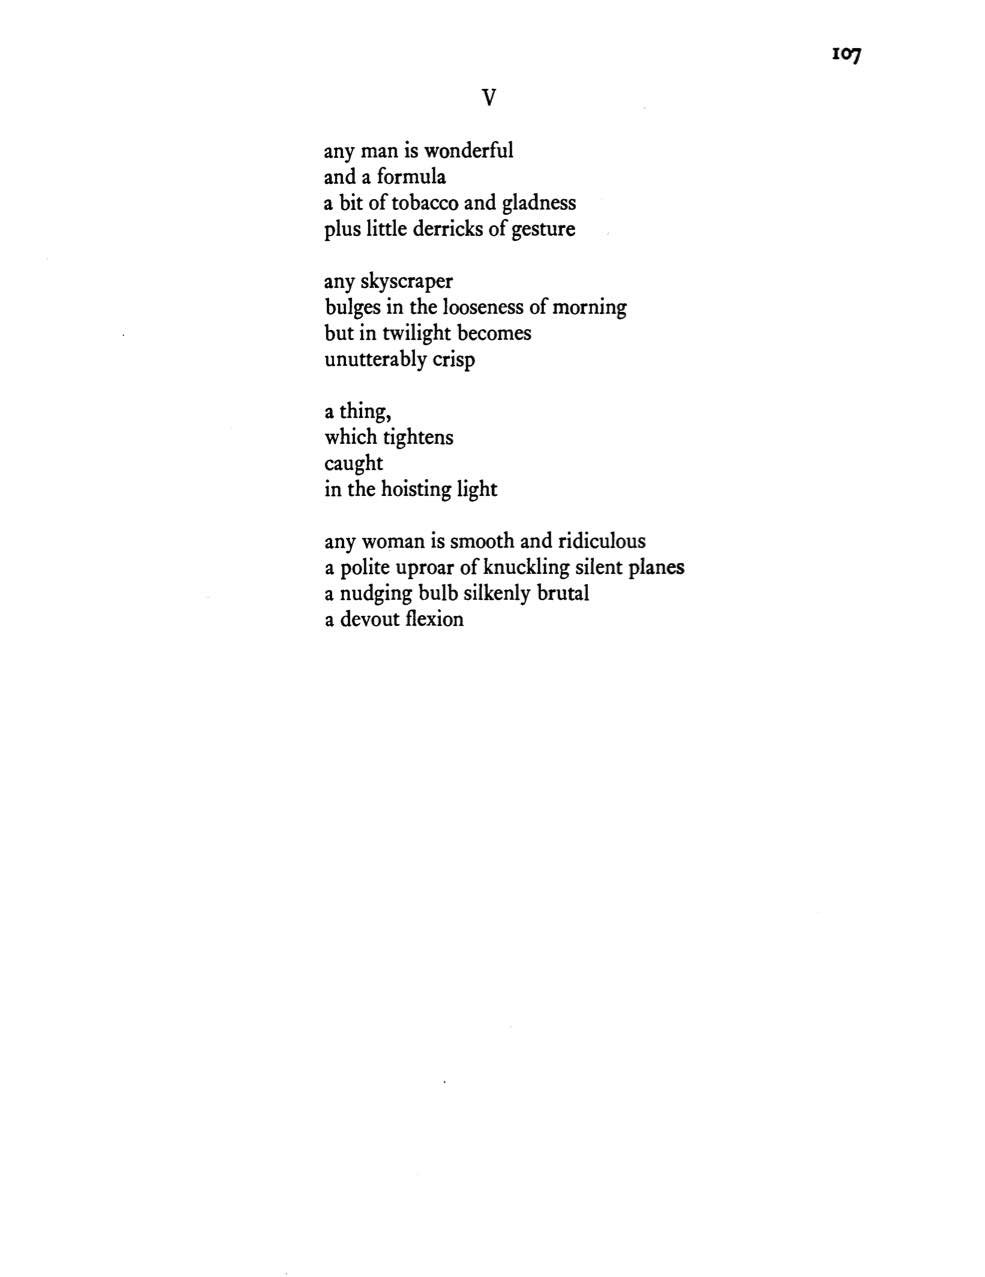 107
V
any man is wonderful
and a formula
a bit of tobacco and gladness
plus little derricks of gesture
any skyscraper
bulges in the looseness of morning
but in twilight becomes
unutterably crisp
a thing,
which tightens
caught
in the hoisting light
any woman is smooth and ridiculous
a polite uproar of knuckling silent planes
a nudging bulb silkenly brutal
a devout flexion